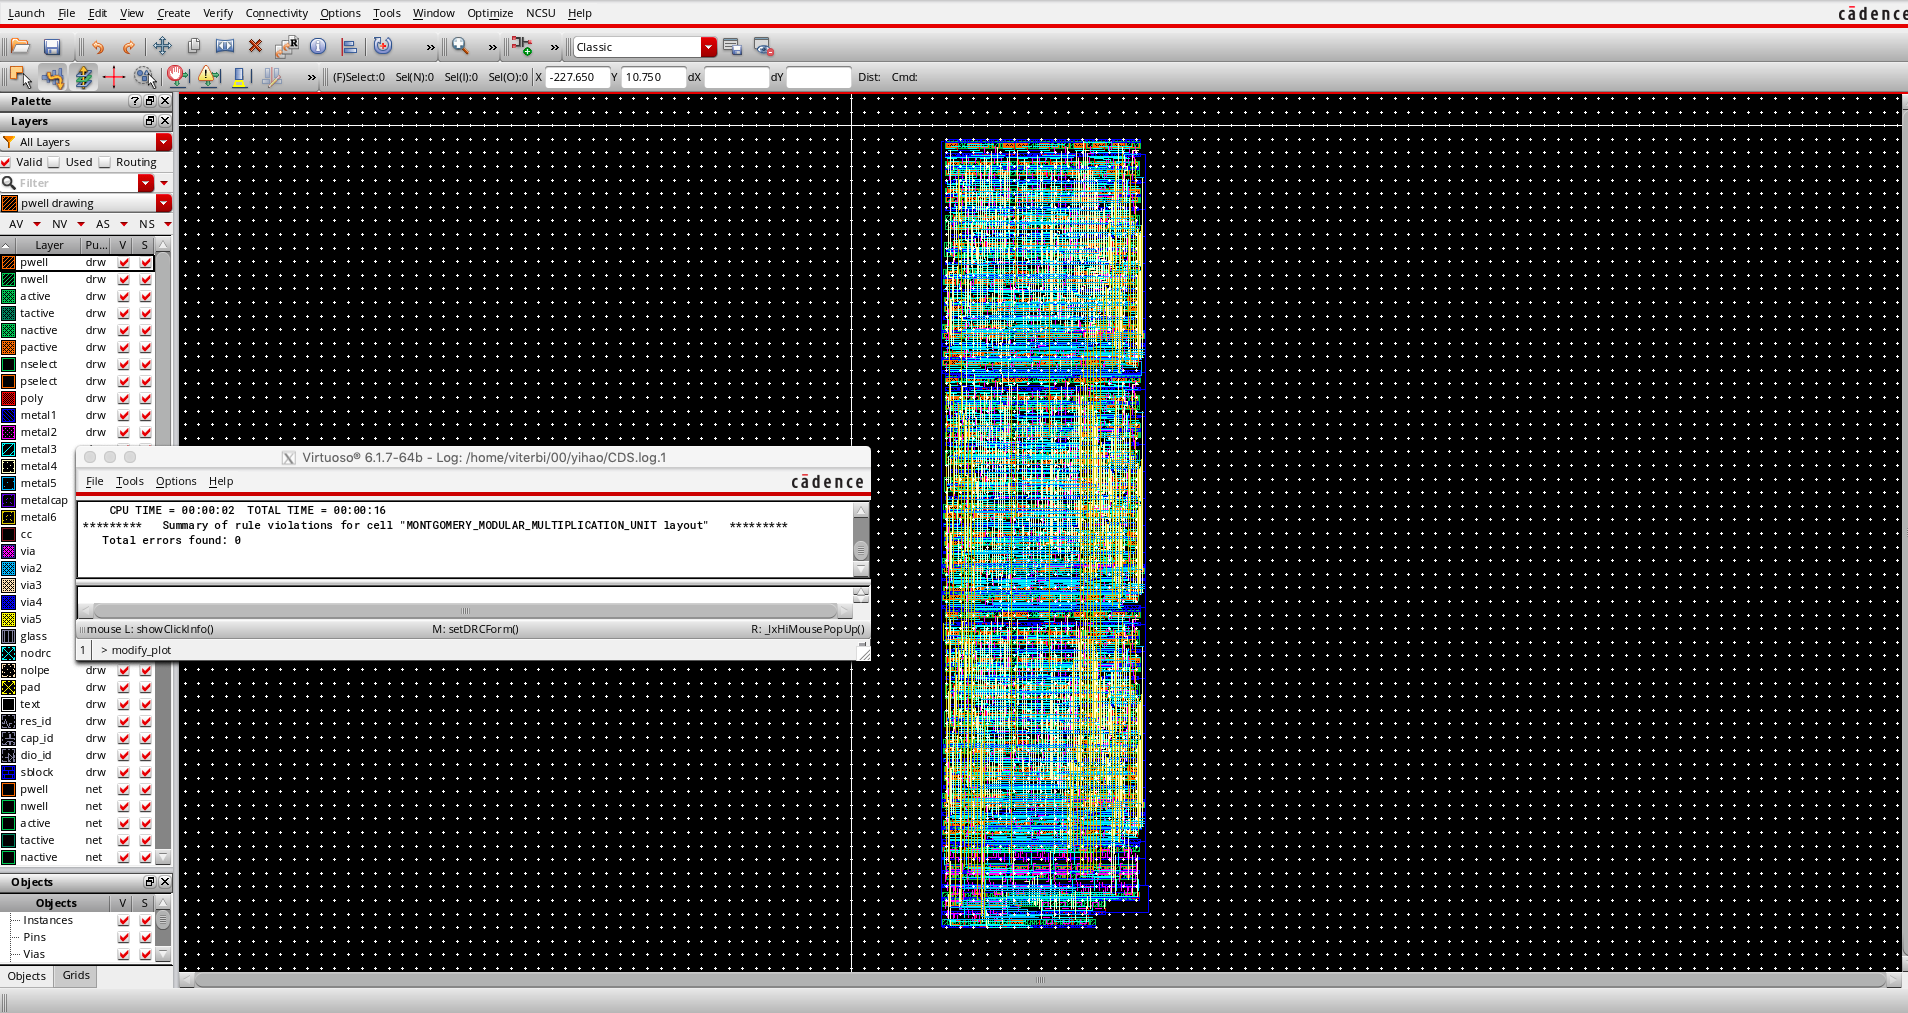 Launch File Edit View Create Verify Connectivity Options Tools Window Optimize NCSU Help cādence
» » » Classic
» (F)Select:0 Sel(N):0 Sel(I):0 Sel(O):0 X -227.650 Y 10.750 dX dY Dist: Cmd:
Palette
Layers
All Layers
Valid Used Routing
Filter
pwell drawing
AV NV AS NS
Layer Pu... V S
pwell drw
nwell drw
active drw
tactive drw
nactive drw
pactive drw
nselect drw
pselect drw
poly drw
metal1 drw
metal2 drw
metal3
metal4
metal5
metalcap
metal6
cc
via
via2
via3
via4
via5
glass
nodrc
nolpe drw
pad drw
text drw
res_id drw
cap_id drw
dio_id drw
sblock drw
pwell net
nwell net
active net
tactive net
nactive net
Objects
Objects V S
Instances
Pins
Vias
Objects Grids
Virtuoso® 6.1.7-64b - Log: /home/viterbi/00/yihao/CDS.log.1
File Tools Options Help cādence
CPU TIME = 00:00:02 TOTAL TIME = 00:00:16
********* Summary of rule violations for cell "MONTGOMERY_MODULAR_MULTIPLICATION_UNIT layout" *********
Total errors found: 0
mouse L: showClickInfo() M: setDRCForm() R: _lxHiMousePopUp()
1 > modify_plot